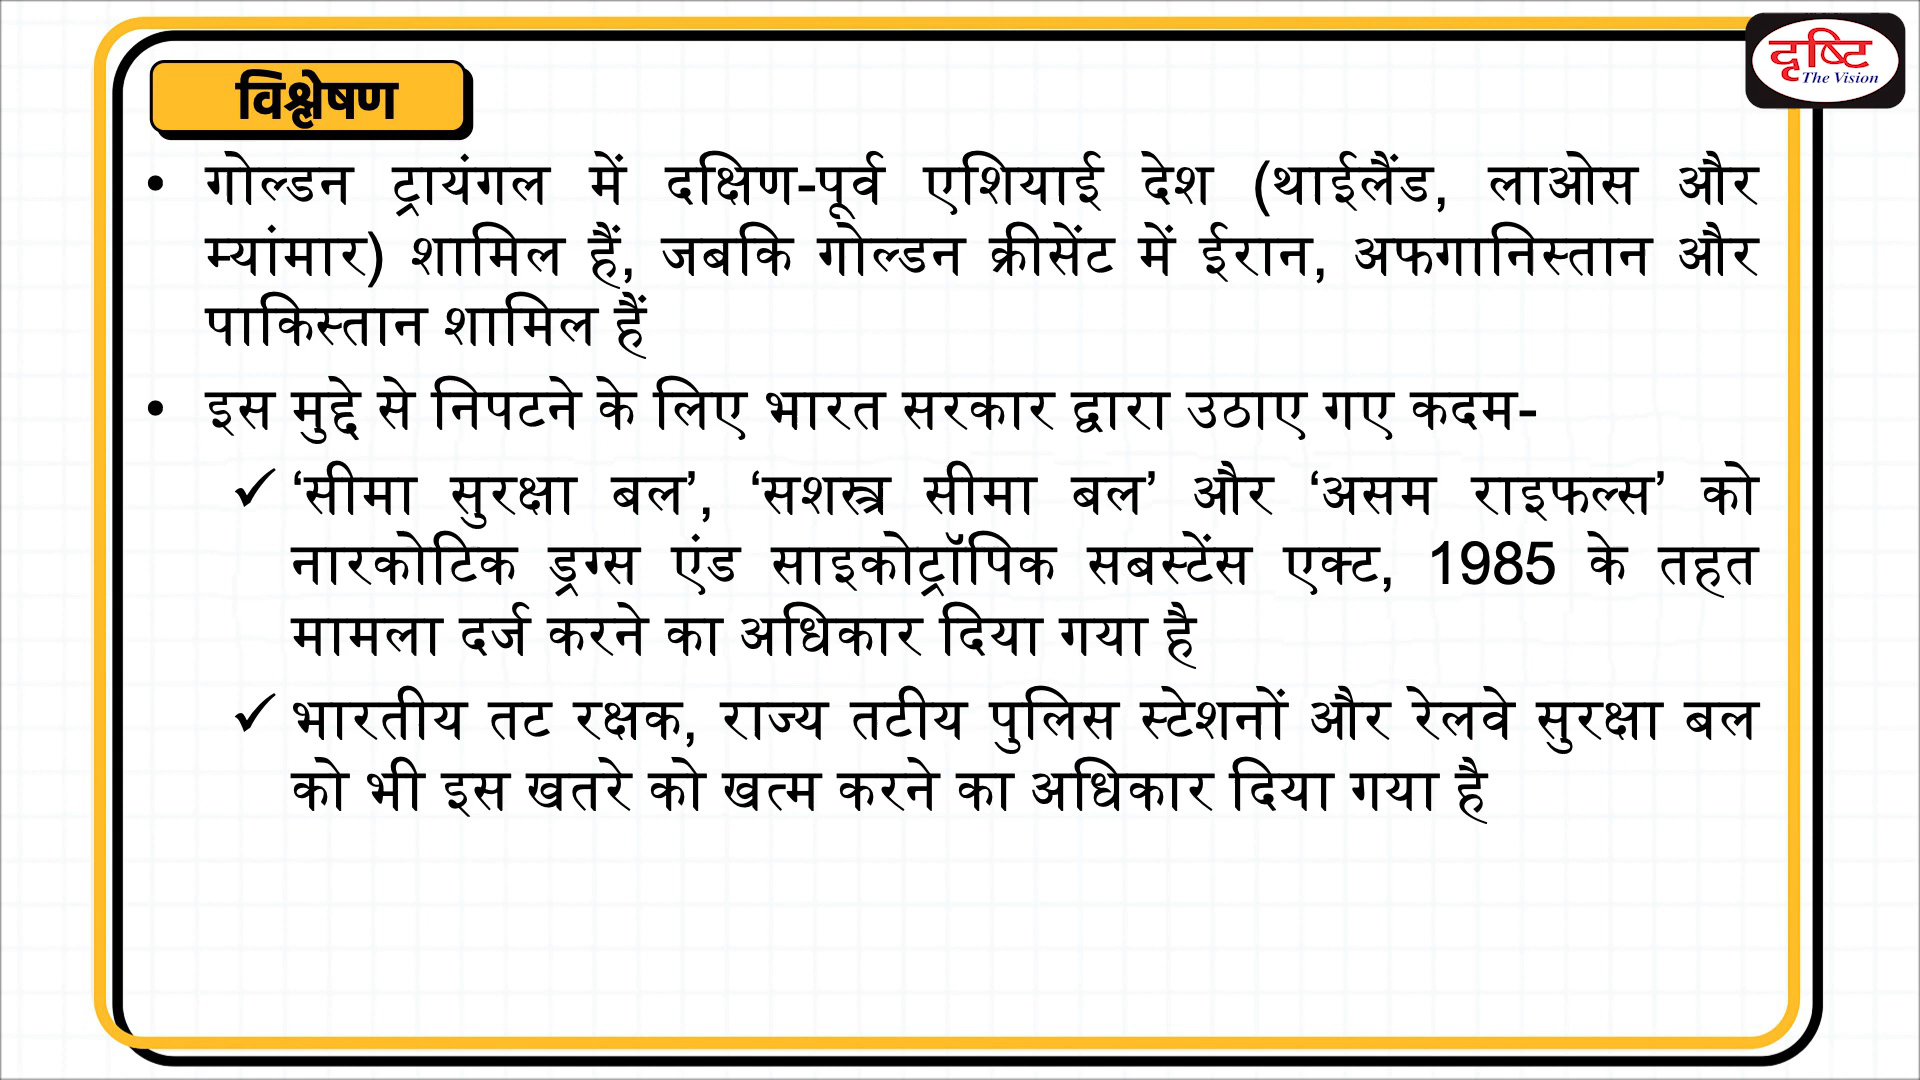 दृष्टि
The Vision
विश्लेषण
• गोल्डन ट्रायंगल में दक्षिण-पूर्व एशियाई देश (थाईलैंड, लाओस और
म्यांमार) शामिल हैं, जबकि गोल्डन क्रीसेंट में ईरान, अफगानिस्तान और
पाकिस्तान शामिल हैं
• इस मुद्दे से निपटने के लिए भारत सरकार द्वारा उठाए गए कदम-
✓ ‘सीमा सुरक्षा बल’, ‘सशस्त्र सीमा बल’ और ‘असम राइफल्स’ को
नारकोटिक ड्रग्स एंड साइकोट्रॉपिक सबस्टेंस एक्ट, 1985 के तहत
मामला दर्ज करने का अधिकार दिया गया है
✓ भारतीय तट रक्षक, राज्य तटीय पुलिस स्टेशनों और रेलवे सुरक्षा बल
को भी इस खतरे को खत्म करने का अधिकार दिया गया है